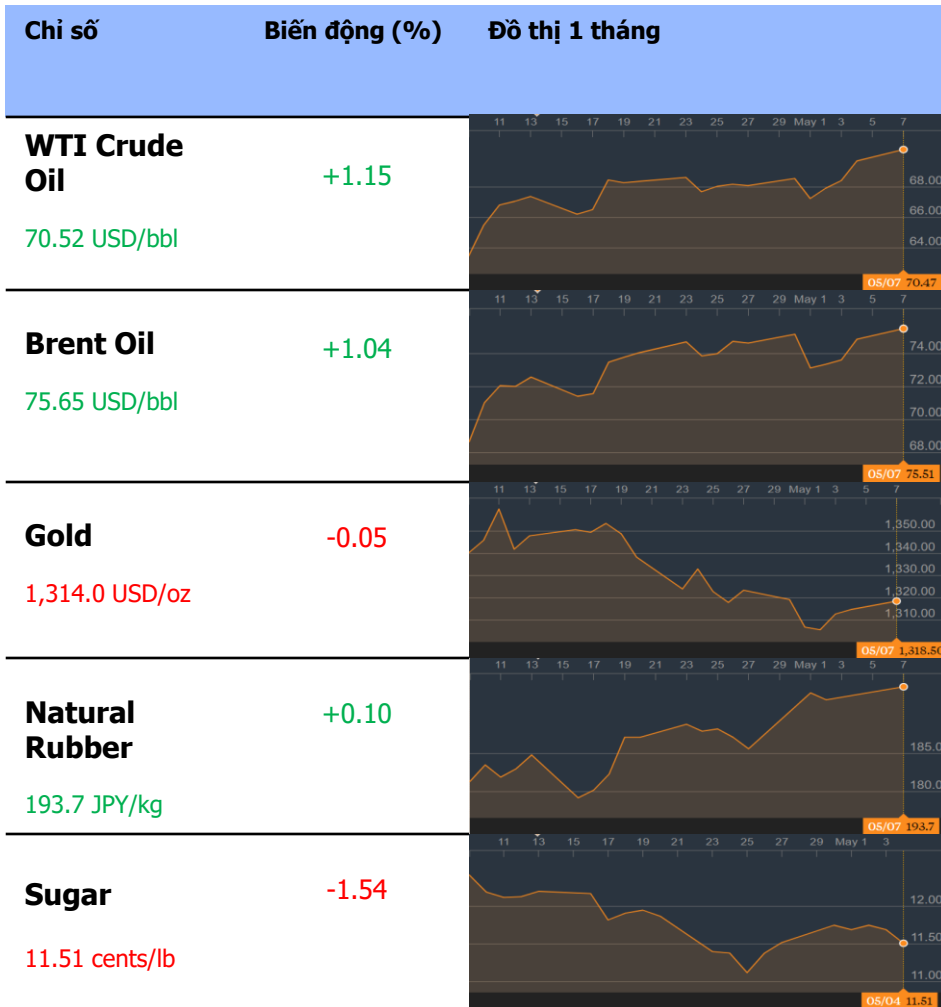 Chỉ số Biến động (%) Đồ thị 1 tháng
WTI Crude
Oil
+1.15
70.52 USD/bbl
11 13 15 17 19 21 23 25 27 29 May 1 3 5 7
68.00
66.00
64.00
05/07 70.47
Brent Oil
+1.04
75.65 USD/bbl
11 13 15 17 19 21 23 25 27 29 May 1 3 5 7
74.00
72.00
70.00
68.00
05/07 75.51
Gold
-0.05
1,314.0 USD/oz
11 13 15 17 19 21 23 25 27 29 May 1 3 5 7
1,350.00
1,340.00
1,330.00
1,320.00
1,310.00
05/07 1,318.50
Natural
Rubber
+0.10
193.7 JPY/kg
11 13 15 17 19 21 23 25 27 29 May 1 3 5 7
185.0
180.0
05/07 193.7
Sugar
-1.54
11.51 cents/lb
11 13 15 17 19 21 23 25 27 29 May 1 3
12.00
11.50
11.00
05/04 11.51